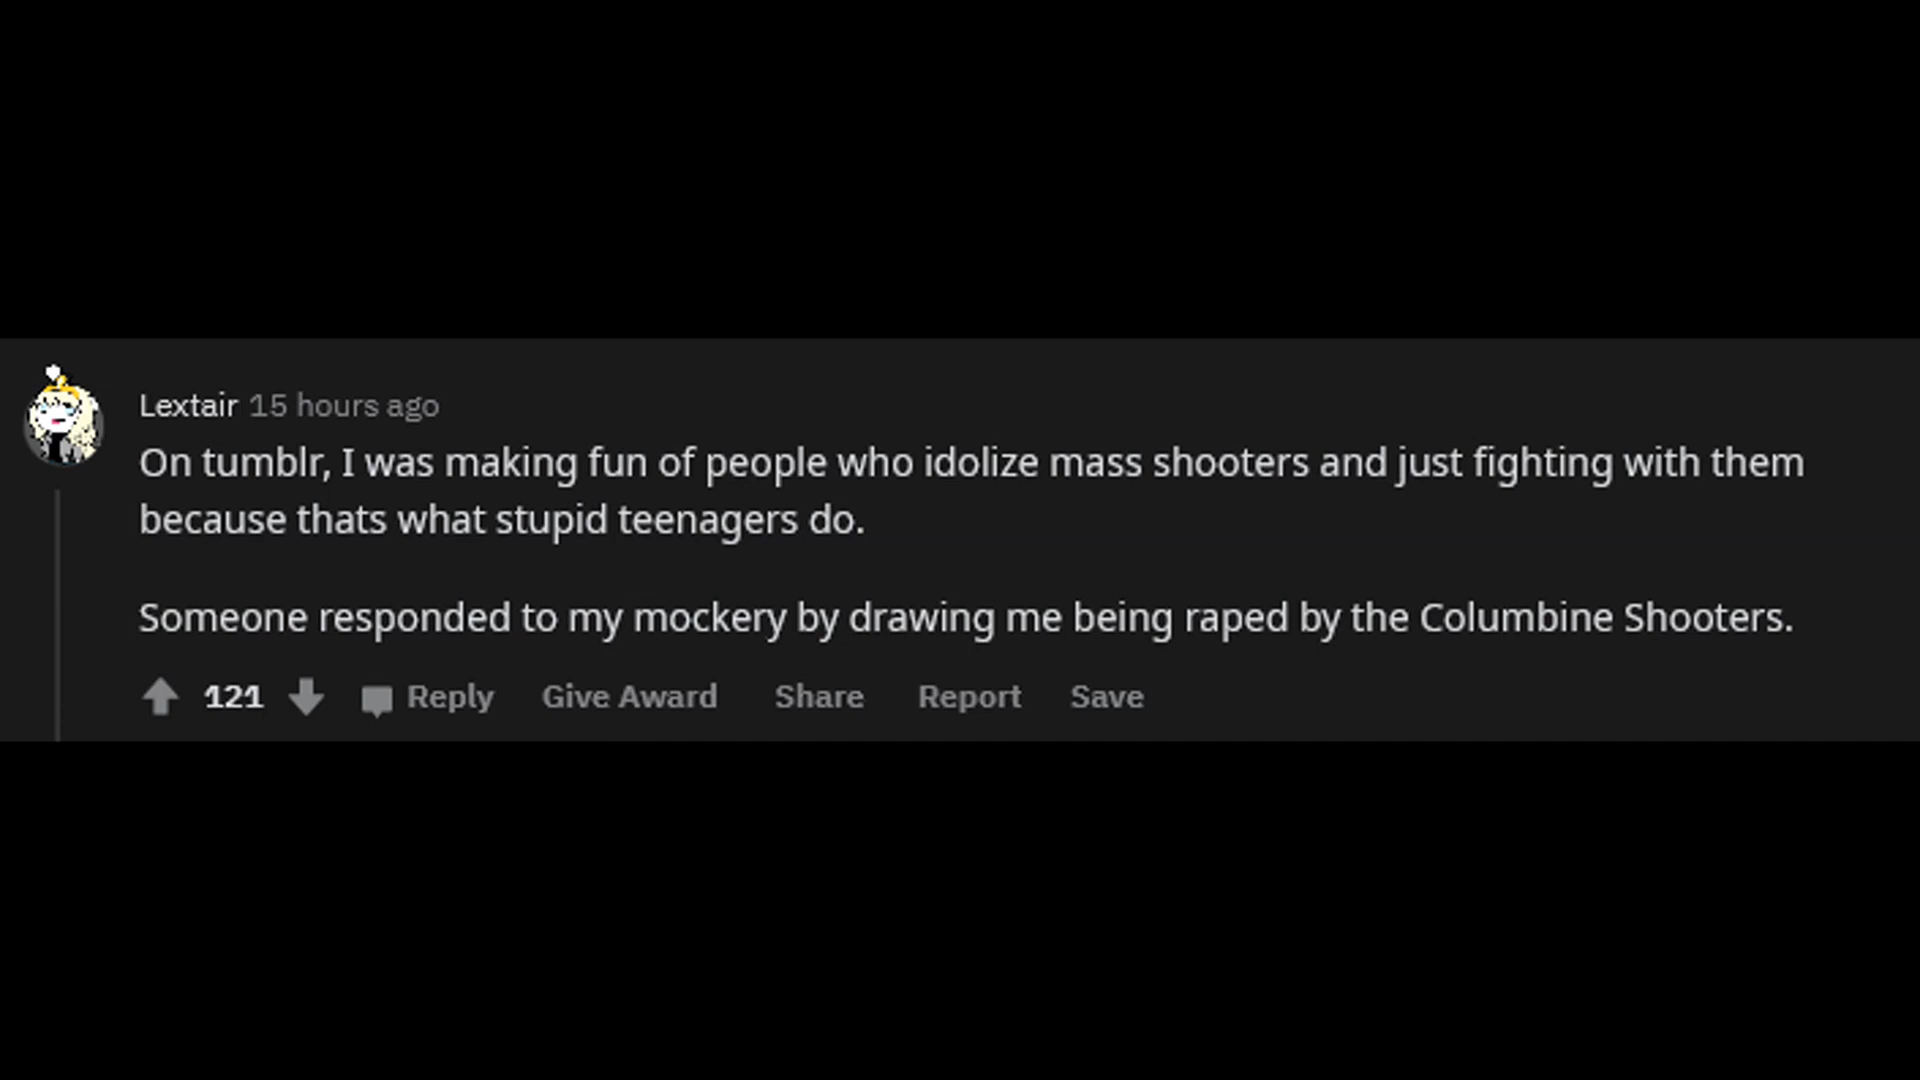 Lextair 15 hours ago
On tumblr, I was making fun of people who idolize mass shooters and just fighting with them
because thats what stupid teenagers do.
Someone responded to my mockery by drawing me being raped by the Columbine Shooters.
121 Reply Give Award Share Report Save